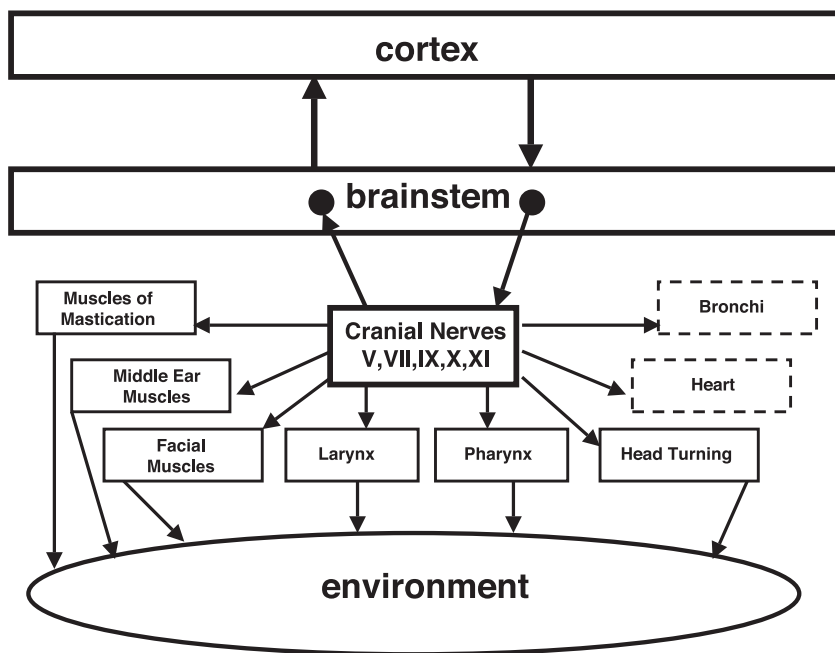 cortex
brainstem
Muscles of
Mastication
Cranial Nerves
V,VII,IX,X,XI
Bronchi
Middle Ear
Muscles
Heart
Facial
Muscles
Larynx
Pharynx
Head Turning
environment